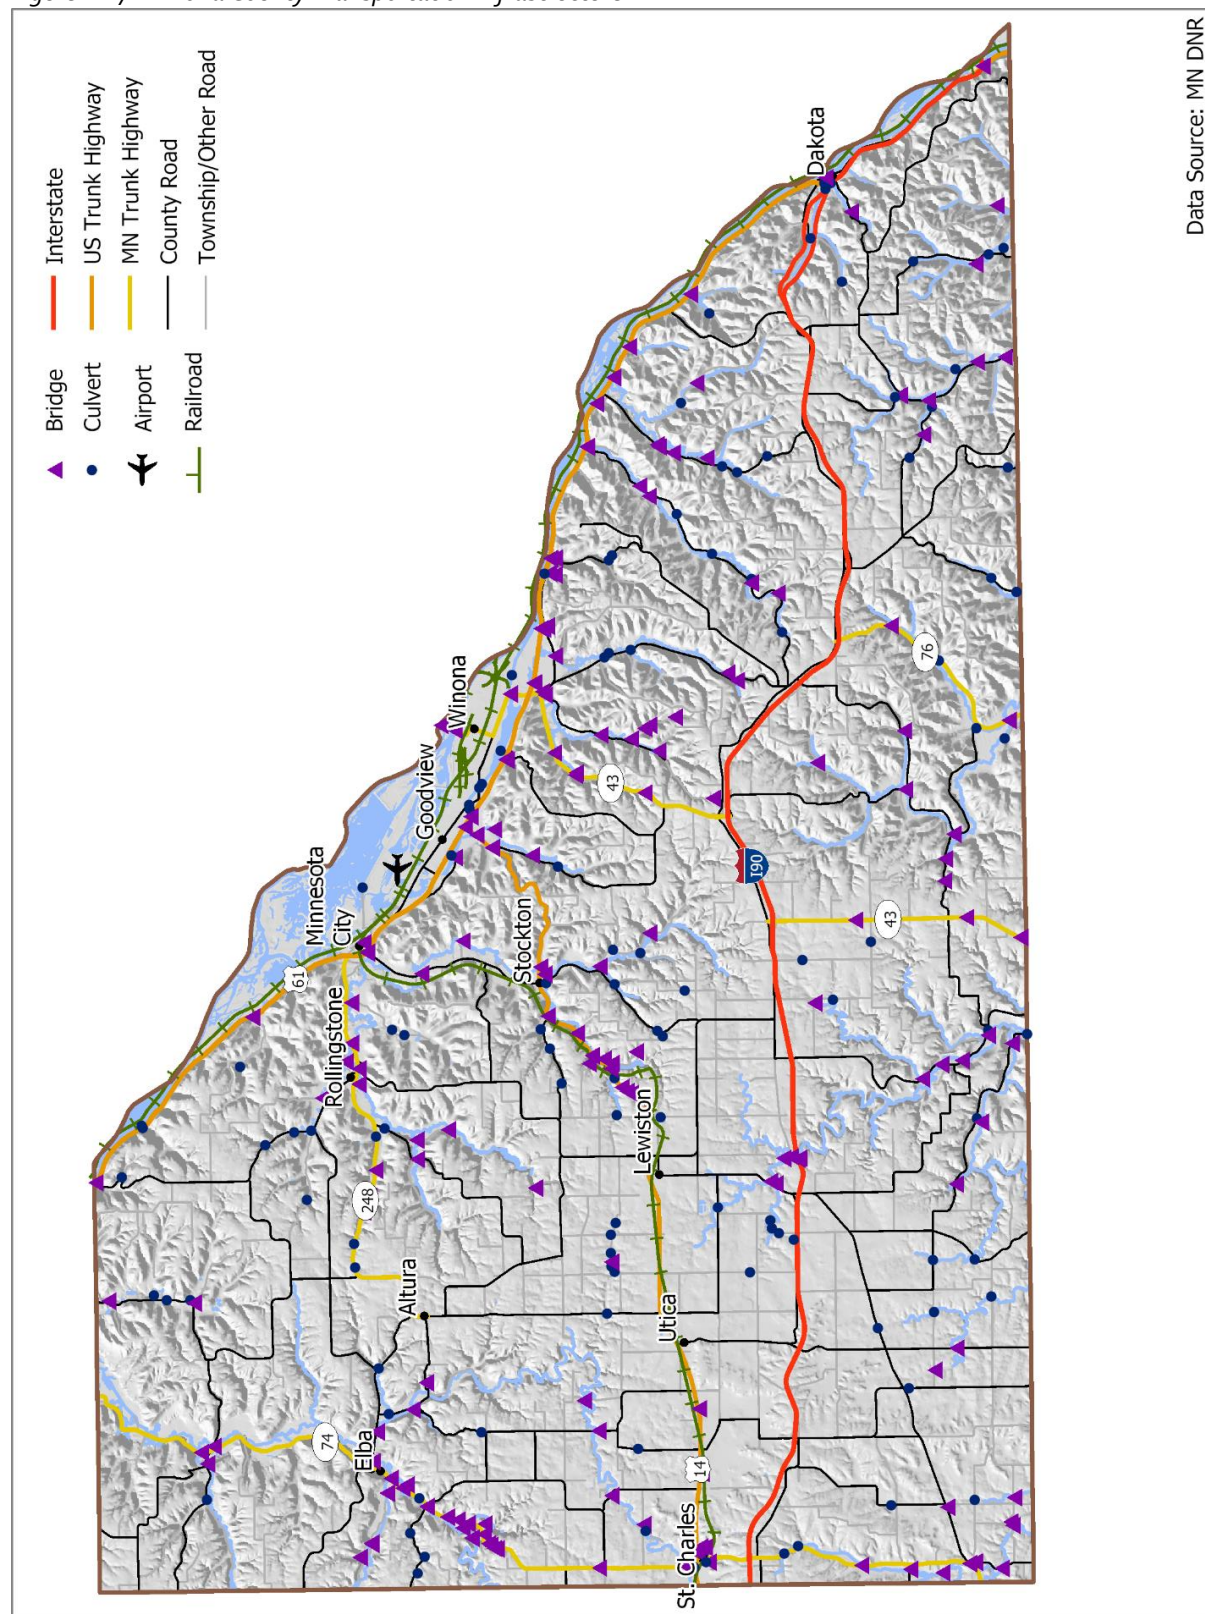 Bridge
Culvert
Airport
Railroad
Interstate
US Trunk Highway
MN Trunk Highway
County Road
Township/Other Road
61
Minnesota
City
Goodview
Winona
Rollingstone
Stockton
248
Altura
74
Elba
Lewiston
Utica
14
St. Charles
43
I90
43
76
Dakota
Data Source: MN DNR